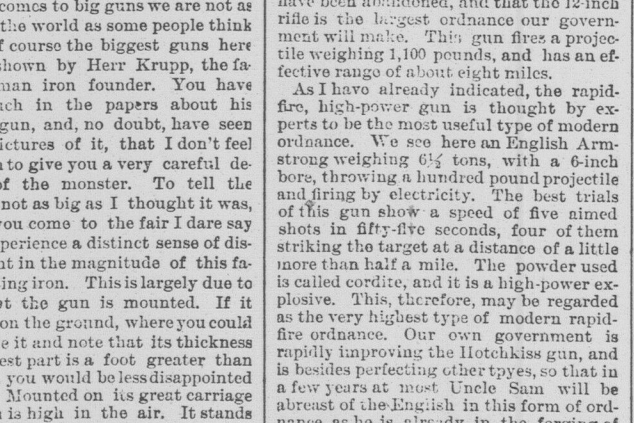 comes to big guns we are not as
the world as some people think
f course the biggest guns here
shown by Herr Krupp, the fa-
man iron founder. You have
uch in the papers about his
gun, and, no doubt, have seen
ictures of it, that I don't feel
to give you a very careful de-
of the monster. To tell the
not as big as I thought it was,
you come to the fair I dare say
perience a distinct sense of dis-
nt in the magnitude of this fa-
ing iron. This is largely due to
the gun is mounted. If it
on the ground, where you could
e it and note that its thickness
est part is a foot greater than
you would be less disappointed
Mounted on its great carriage
is high in the air. It stands
have been abandoned, and that the 12-inch
rifle is the largest ordnance our govern-
ment will make. This gun fires a projec-
tile weighing 1,100 pounds, and has an ef-
fective range of about eight miles.
As I have already indicated, the rapid-
fire, high-power gun is thought by ex-
perts to be the most useful type of modern
ordnance. We see here an English Arm-
strong weighing 6½ tons, with a 6-inch
bore, throwing a hundred pound projectile
and firing by electricity. The best trials
of this gun show a speed of five aimed
shots in fifty-five seconds, four of them
striking the target at a distance of a little
more than half a mile. The powder used
is called cordite, and it is a high-power ex-
plosive. This, therefore, may be regarded
as the very highest type of modern rapid-
fire ordnance. Our own government is
rapidly improving the Hotchkiss gun, and
is besides perfecting other tpyes, so that in
a few years at most Uncle Sam will be
abreast of the English in this form of ord-
nance as he is already in the forging of